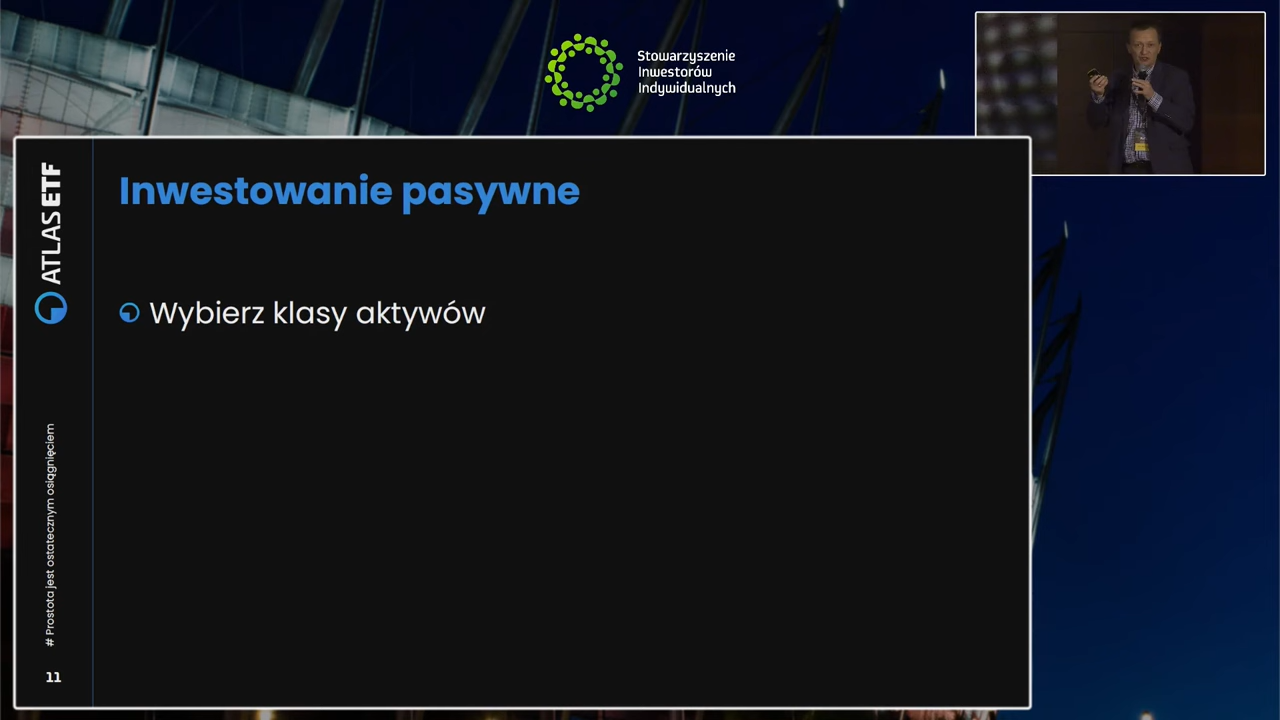 Stowarzyszenie
Inwestorów
Indywidualnych
ATLAS ETF
Inwestowanie pasywne
Wybierz klasy aktywów
# Prostota jest ostatecznym osiągnięciem
11